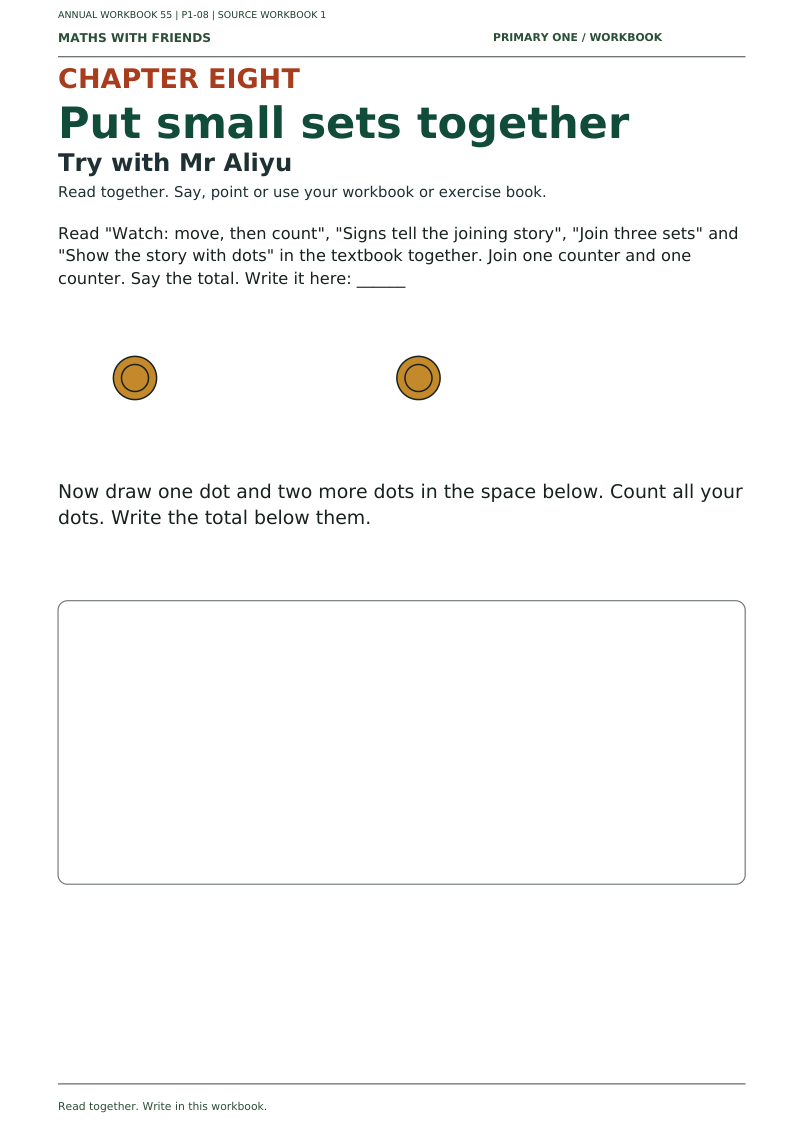 ANNUAL WORKBOOK 55 | P1-08 | SOURCE WORKBOOK 1
MATHS WITH FRIENDS
PRIMARY ONE / WORKBOOK
CHAPTER EIGHT
Put small sets together
Try with Mr Aliyu
Read together. Say, point or use your workbook or exercise book.
Read "Watch: move, then count", "Signs tell the joining story", "Join three sets" and
"Show the story with dots" in the textbook together. Join one counter and one
counter. Say the total. Write it here: ______
Now draw one dot and two more dots in the space below. Count all your
dots. Write the total below them.
Read together. Write in this workbook.